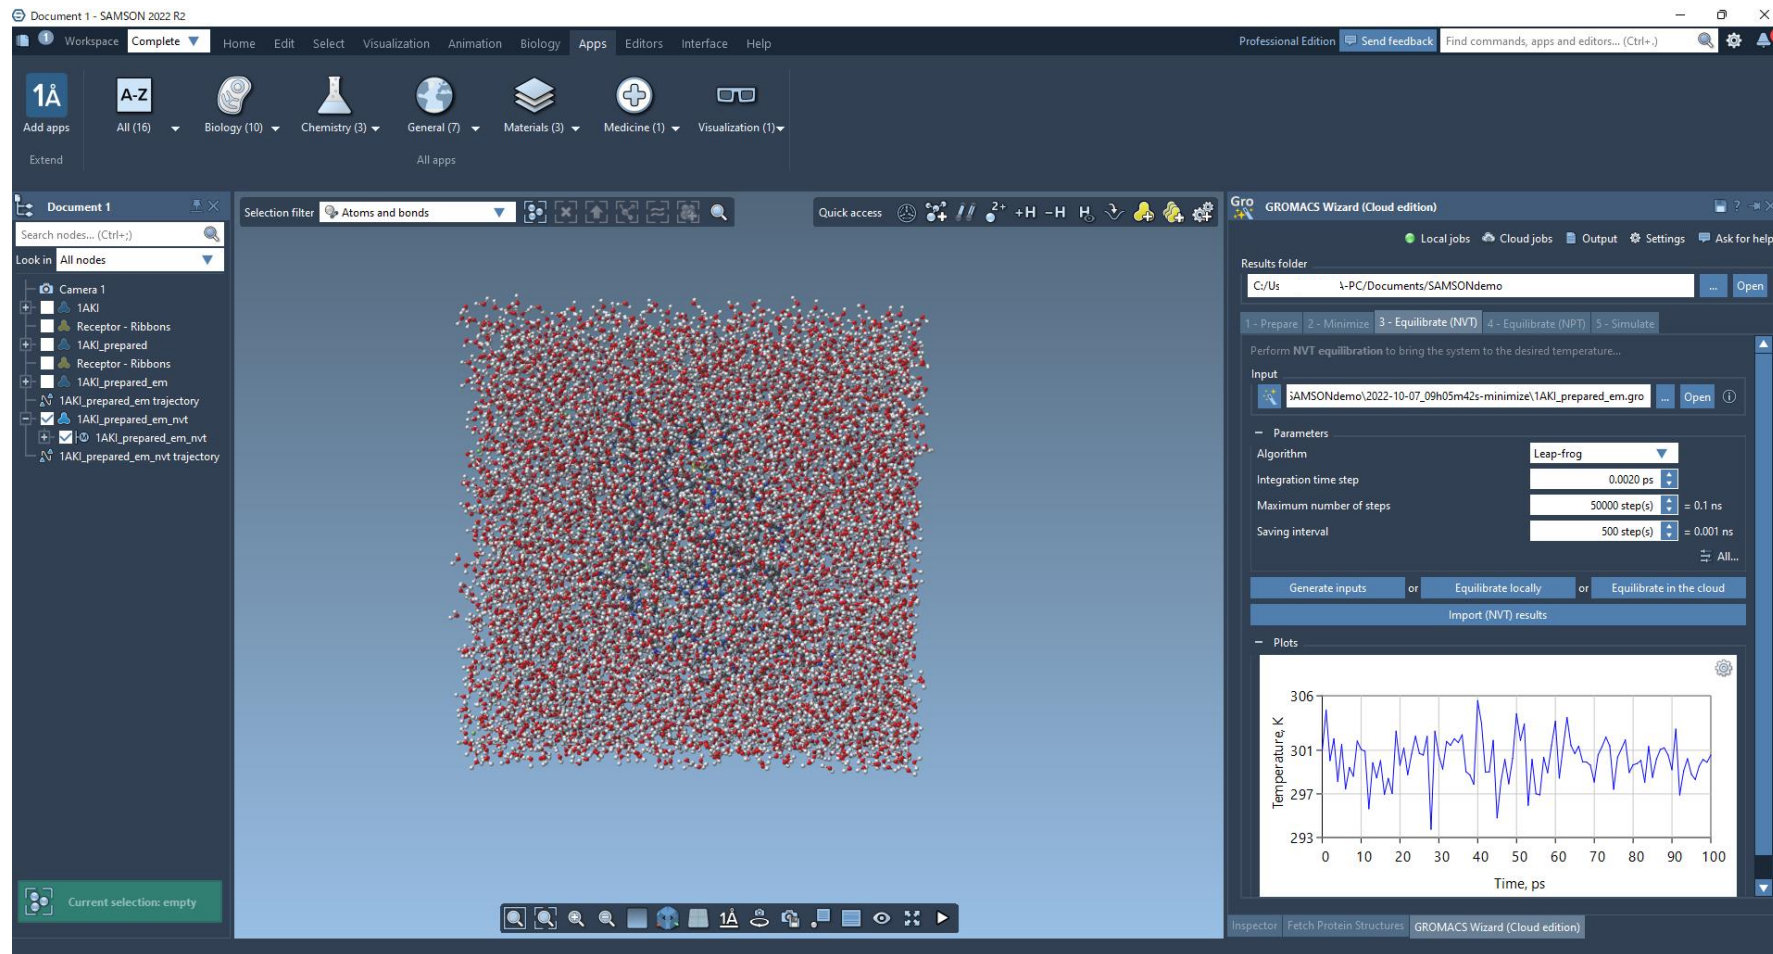 Document 1 - SAMSON 2022 R2
1 Workspace Complete Home Edit Select Visualization Animation Biology Apps Editors Interface Help Professional Edition Send feedback Find commands, apps and editors... (Ctrl+.)
1Å A-Z
Add apps All (16) Biology (10) Chemistry (3) General (7) Materials (3) Medicine (1) Visualization (1)
Extend All apps
Document 1
Search nodes... (Ctrl+;)
Look in All nodes
Camera 1
1AKI
Receptor - Ribbons
1AKI_prepared
Receptor - Ribbons
1AKI_prepared_em
1AKI_prepared_em trajectory
1AKI_prepared_em_nvt
1AKI_prepared_em_nvt
1AKI_prepared_em_nvt trajectory
Current selection: empty
Selection filter Atoms and bonds
Quick access 2+ +H -H H
1Å
Gro GROMACS Wizard (Cloud edition) ?
Local jobs Cloud jobs Output Settings Ask for help
Results folder
C:/Us -PC/Documents/SAMSONdemo ... Open
1 - Prepare 2 - Minimize 3 - Equilibrate (NVT) 4 - Equilibrate (NPT) 5 - Simulate
Perform NVT equilibration to bring the system to the desired temperature...
Input
SAMSONdemo\2022-10-07_09h05m42s-minimize\1AKI_prepared_em.gro ... Open
Parameters
Algorithm Leap-frog
Integration time step 0.0020 ps
Maximum number of steps 50000 step(s) = 0.1 ns
Saving interval 500 step(s) = 0.001 ns
All...
Generate inputs or Equilibrate locally or Equilibrate in the cloud
Import (NVT) results
Plots
Temperature, K
306
301
297
293
0 10 20 30 40 50 60 70 80 90 100
Time, ps
Inspector Fetch Protein Structures GROMACS Wizard (Cloud edition)